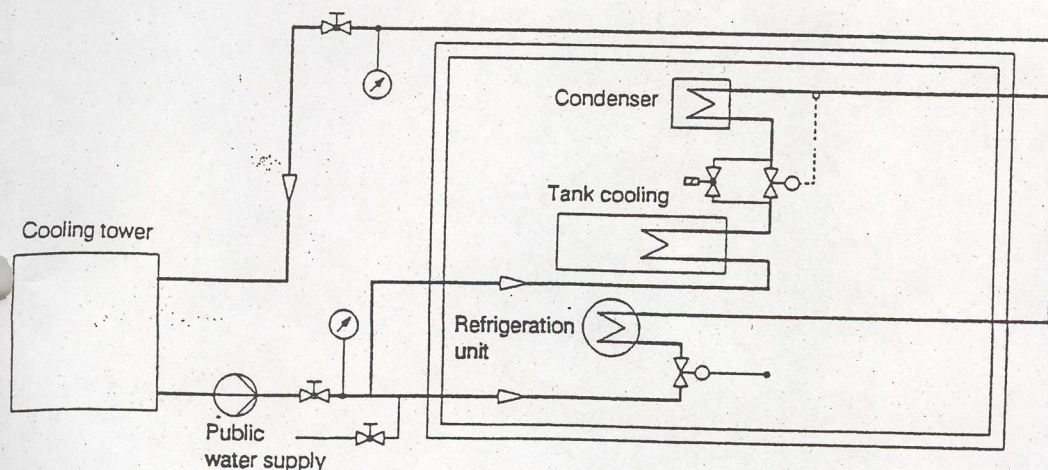 Condenser
Tank cooling
Cooling tower
Refrigeration
unit
Public
water supply